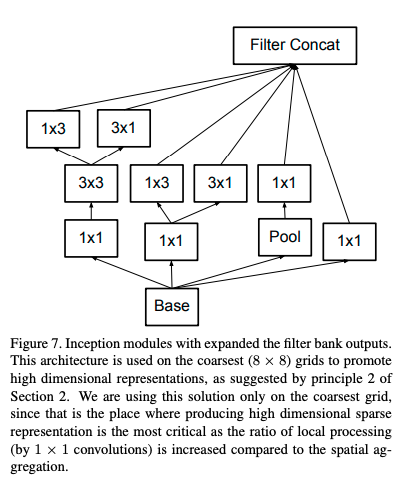 Filter Concat
1x3 3x1
3x3 1x3 3x1 1x1
1x1 1x1 Pool 1x1
Base
Figure 7. Inception modules with expanded the filter bank outputs.
This architecture is used on the coarsest (8 × 8) grids to promote
high dimensional representations, as suggested by principle 2 of
Section 2. We are using this solution only on the coarsest grid,
since that is the place where producing high dimensional sparse
representation is the most critical as the ratio of local processing
(by 1 × 1 convolutions) is increased compared to the spatial ag-
gregation.